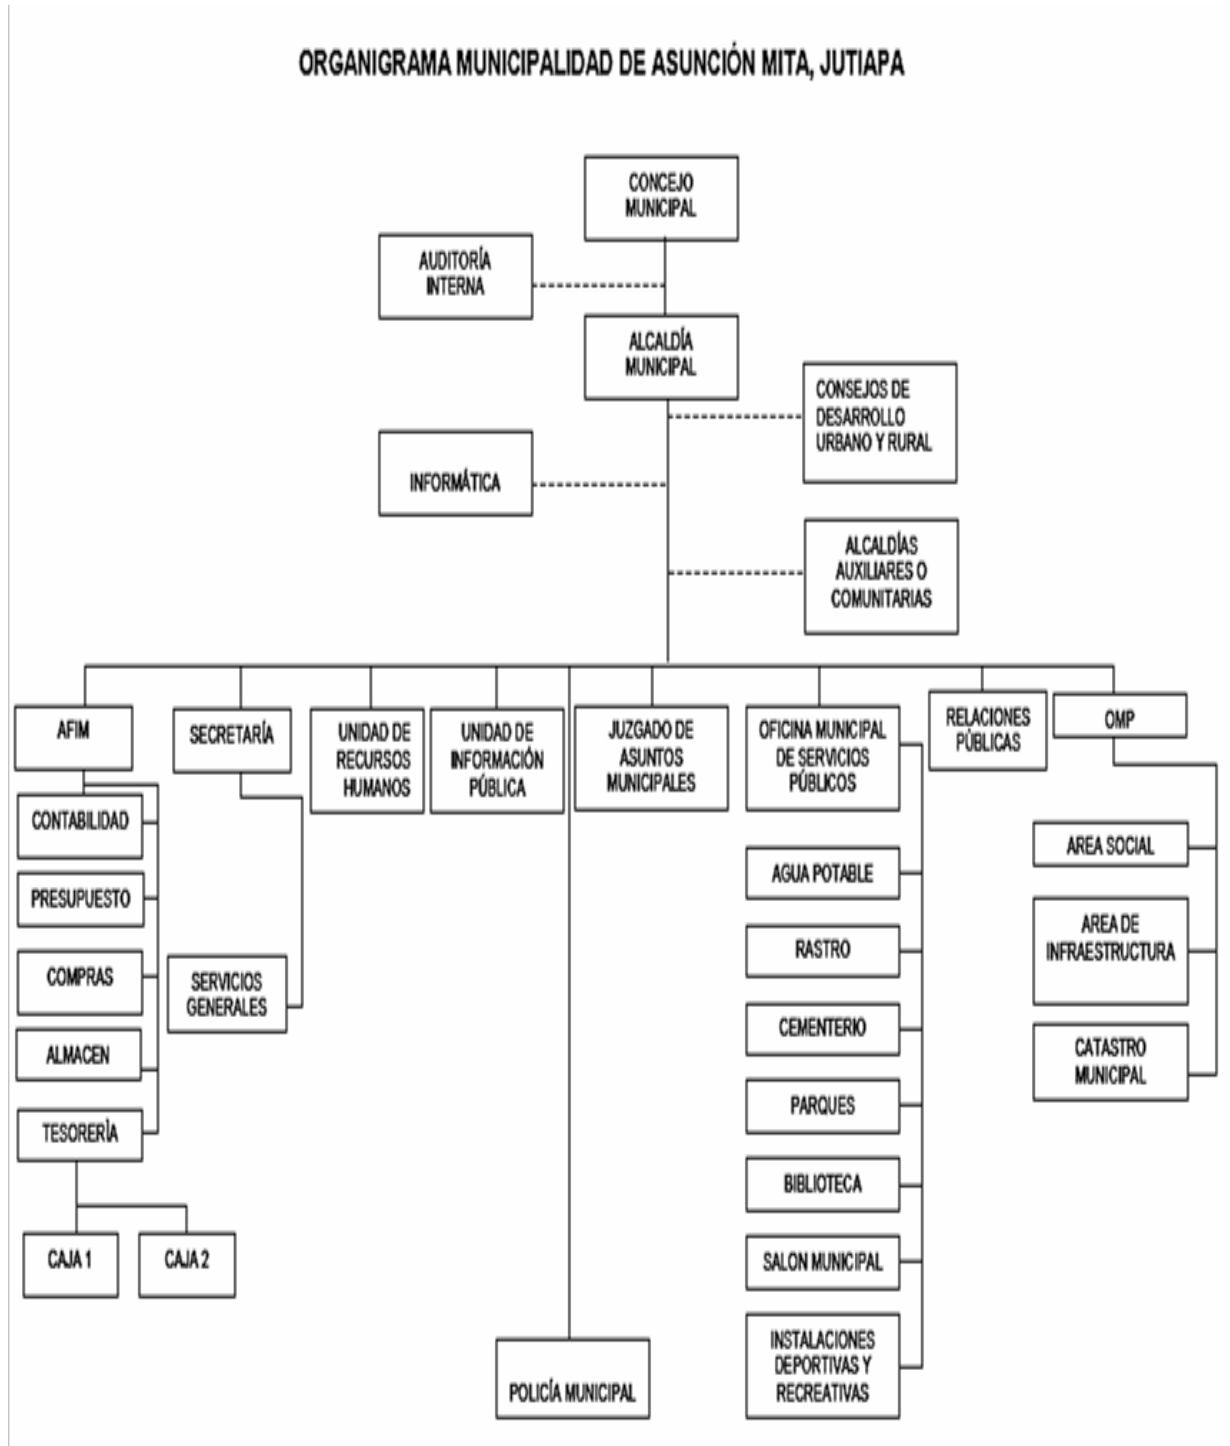 ORGANIGRAMA MUNICIPALIDAD DE ASUNCIÓN MITA, JUTIAPA
CONCEJO
MUNICIPAL
AUDITORÍA
INTERNA
ALCALDÍA
MUNICIPAL
CONSEJOS DE
DESARROLLO
URBANO Y RURAL
INFORMÁTICA
ALCALDÍAS
AUXILIARES O
COMUNITARIAS
AFIM
SECRETARÍA
UNIDAD DE
RECURSOS
HUMANOS
UNIDAD DE
INFORMACIÓN
PÚBLICA
JUZGADO DE
ASUNTOS
MUNICIPALES
OFICINA MUNICIPAL
DE SERVICIOS
PÚBLICOS
RELACIONES
PÚBLICAS
OMP
CONTABILIDAD
PRESUPUESTO
COMPRAS
ALMACEN
TESORERÌA
CAJA 1
CAJA 2
SERVICIOS
GENERALES
POLICÍA MUNICIPAL
AGUA POTABLE
RASTRO
CEMENTERIO
PARQUES
BIBLIOTECA
SALON MUNICIPAL
INSTALACIONES
DEPORTIVAS Y
RECREATIVAS
AREA SOCIAL
AREA DE
INFRAESTRUCTURA
CATASTRO
MUNICIPAL